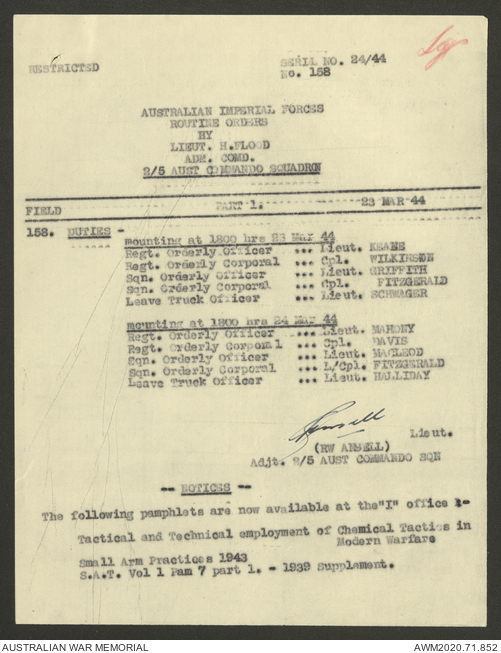 RESTRICTED
SERIAL NO. 24/44
No. 158
AUSTRALIAN IMPERIAL FORCES
ROUTINE ORDERS
BY
LIEUT. H.FLOOD
ADM. COMD.
2/5 AUST COMMANDO SQUADRON
FIELD PART 1. 23 MAR 44
158. DUTIES -
mounting at 1800 hrs 23 Mar 44
Regt. Orderly Officer ... Lieut. KEANE
Regt. Orderly Corporal ... Cpl. WILKINSON
Sqn. Orderly Officer ... Lieut. GRIFFITH
Sqn. Orderly Corporal ... Cpl. FITZGERALD
Leave Truck Officer ... Lieut. SCHWAGER
mounting at 1800 hrs 24 Mar 44
Regt. Orderly Officer ... Lieut. MAHONY
Regt. Orderly Corporal ... Cpl. DAVIS
Sqn. Orderly Officer ... Lieut. MACLEOD
Sqn. Orderly Corporal ... L/Cpl. FITZGERALD
Leave Truck Officer ... Lieut. HALLIDAY
Lieut.
(RW ANSELL)
Adjt. 2/5 AUST COMMANDO SQN
-- NOTICES --
The following pamphlets are now available at the "I" office :-
Tactical and Technical employment of Chemical Tactics in
Modern Warfare
Small Arm Practices 1943
S.A.T. Vol 1 Pam 7 part 1. - 1939 Supplement.
AUSTRALIAN WAR MEMORIAL
AWM2020.71.852